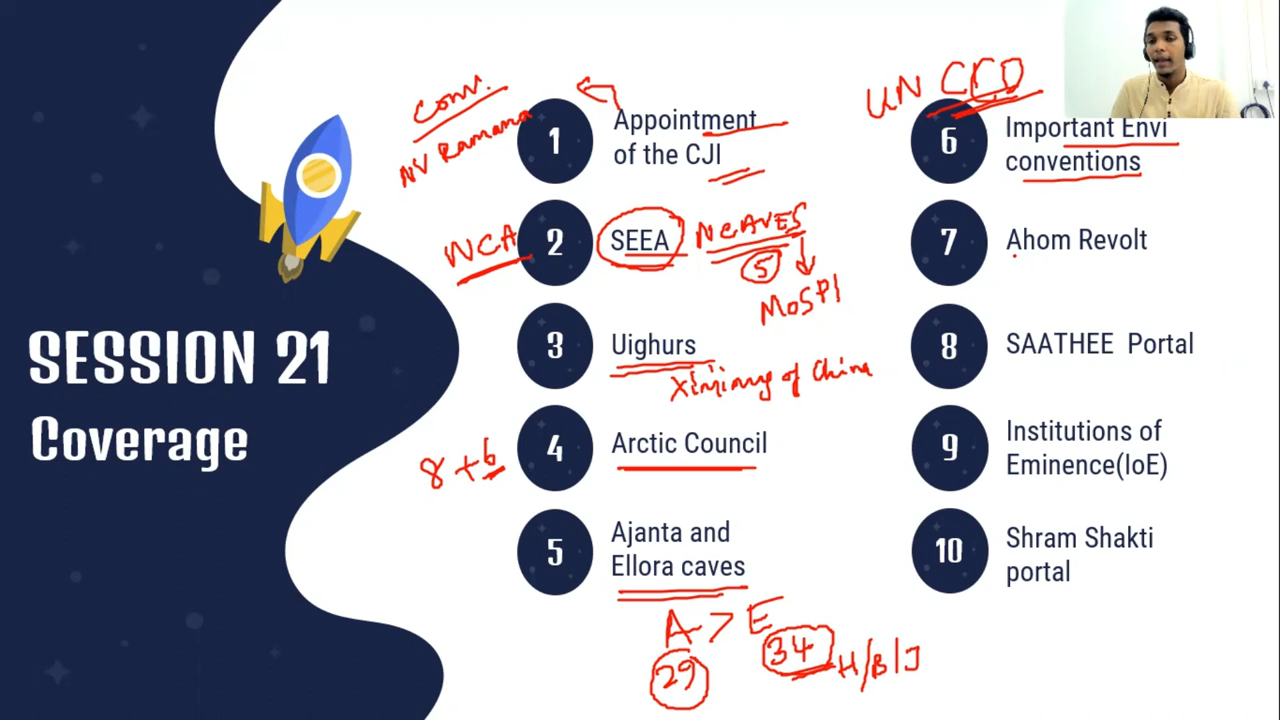 SESSION 21
Coverage
Conv.
NV Ramana
1
Appointment
of the CJI
WCA
2
SEEA
NCAVES
5
MOSPI
3
Uighurs
Xinjiang of China
8 + 6
4
Arctic Council
5
Ajanta and
Ellora caves
A > E
29
34
H/B/J
UN CCD
6
Important Envi
conventions
7
Ahom Revolt
8
SAATHEE Portal
9
Institutions of
Eminence(IoE)
10
Shram Shakti
portal